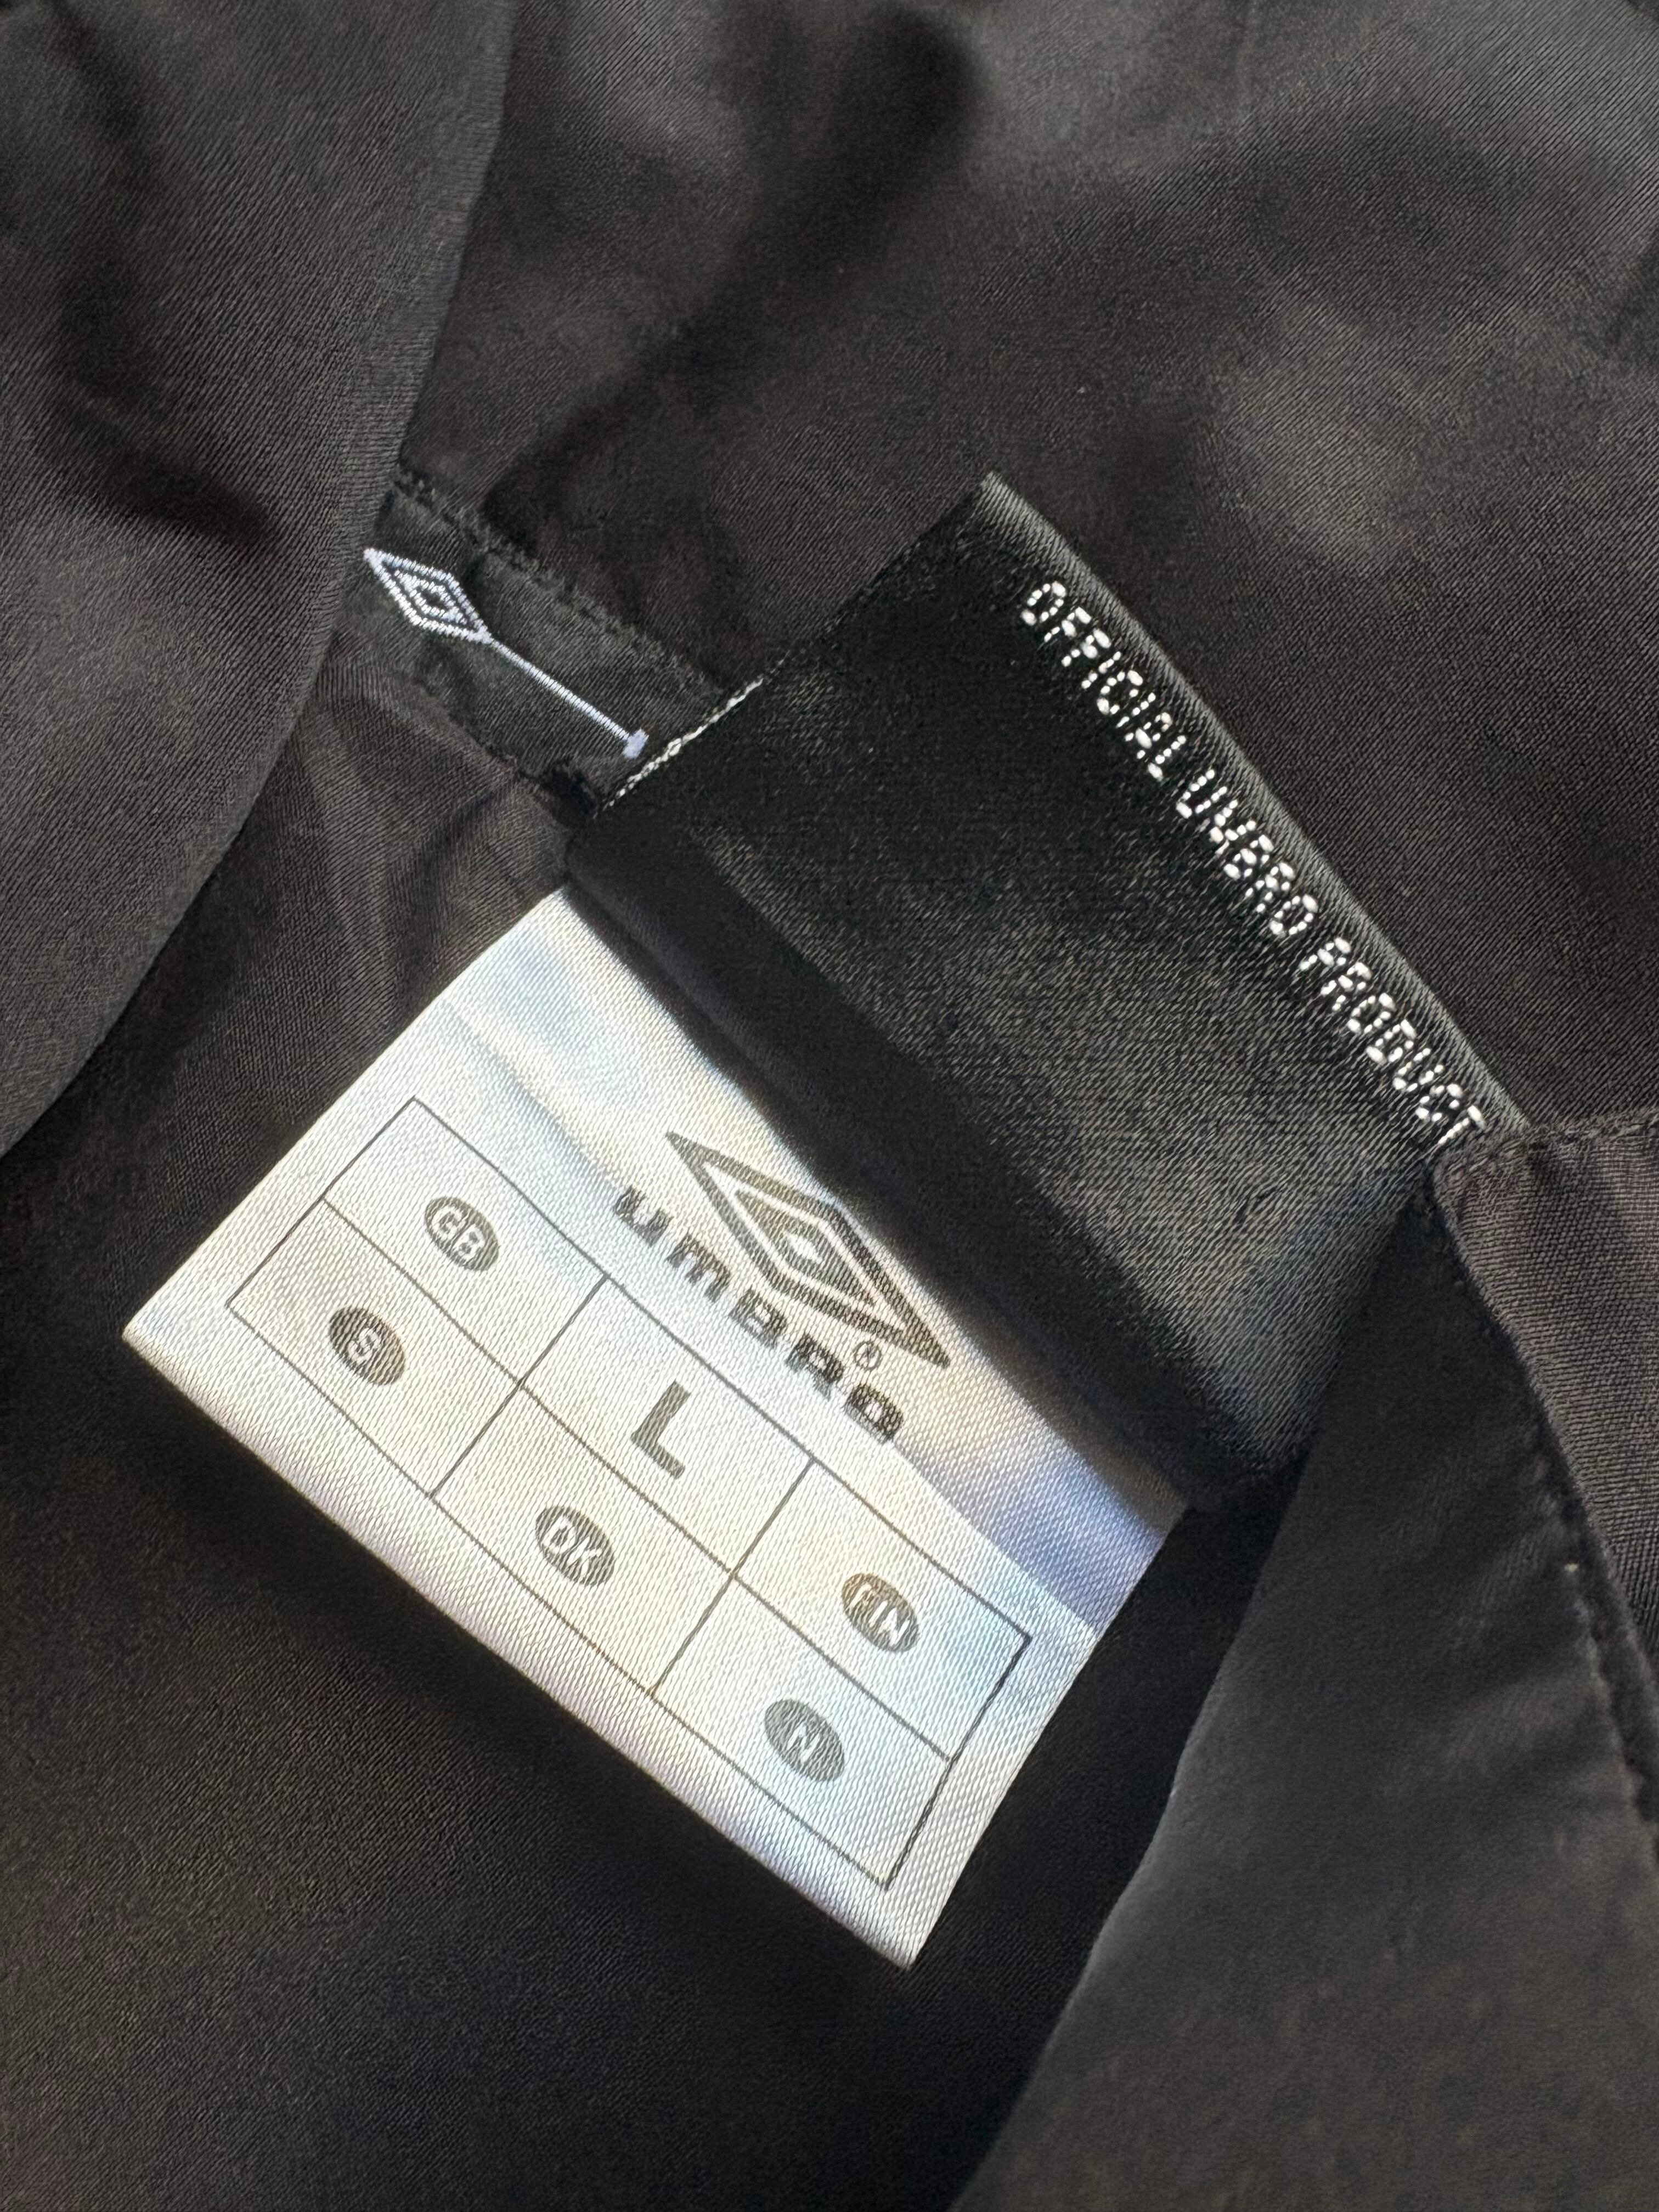 OFFICIAL UMBRO PRODUCT
UMBRO®
GB L FIN
S DK N